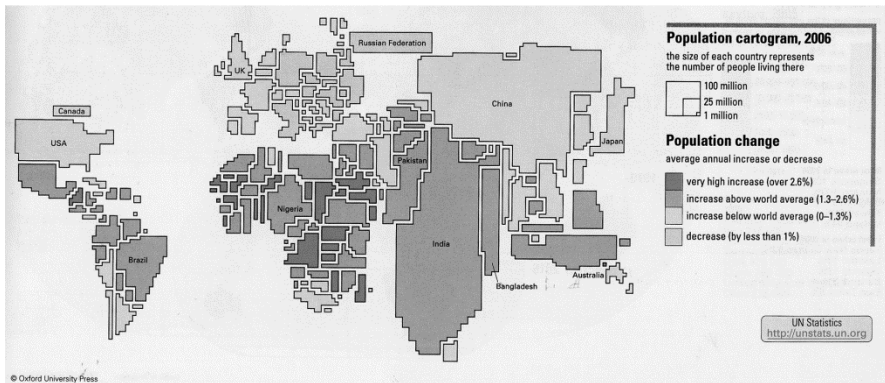 Population cartogram, 2006
the size of each country represents
the number of people living there
100 million
25 million
1 million
Population change
average annual increase or decrease
very high increase (over 2.6%)
increase above world average (1.3–2.6%)
increase below world average (0–1.3%)
decrease (by less than 1%)
Russian Federation
UK
Canada
USA
China
Japan
Pakistan
Nigeria
India
Brazil
Bangladesh
Australia
UN Statistics
http://unstats.un.org
© Oxford University Press